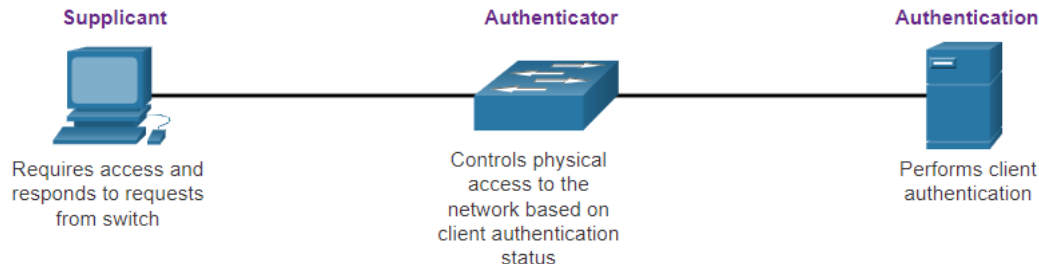 Supplicant
Authenticator
Authentication
Requires access and
responds to requests
from switch
Controls physical
access to the
network based on
client authentication
status
Performs client
authentication